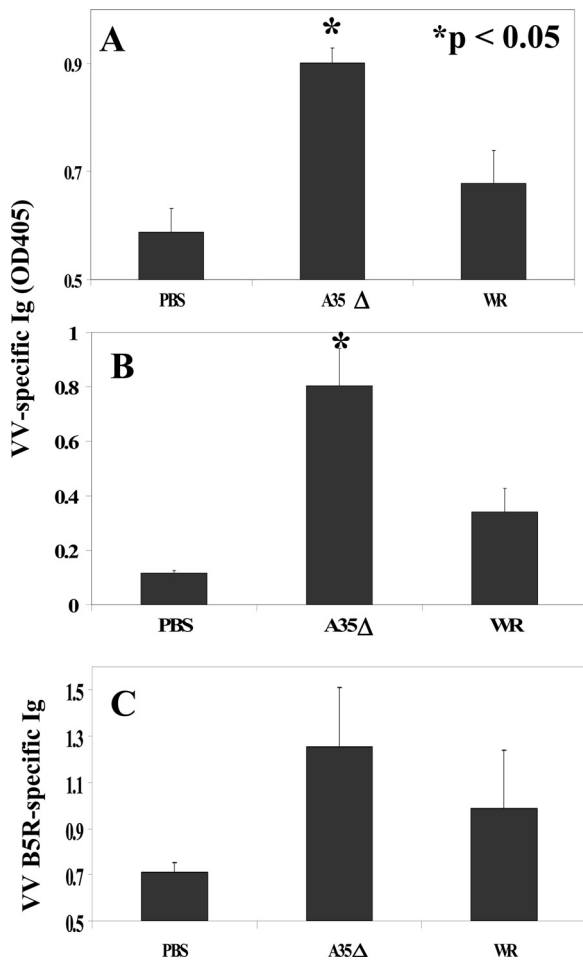 A
*
*p < 0.05
0.9
0.7
0.5
PBS
A35 Δ
WR
VV-specific Ig (OD405)
B
*
1
0.8
0.6
0.4
0.2
0
PBS
A35Δ
WR
C
1.5
1.3
1.1
0.9
0.7
0.5
VV B5R-specific Ig
PBS
A35Δ
WR